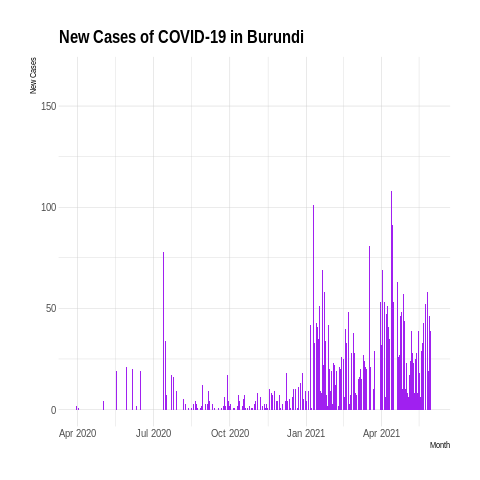 New Cases of COVID-19 in Burundi
New Cases
150
100
50
0
Apr 2020
Jul 2020
Oct 2020
Jan 2021
Apr 2021
Month